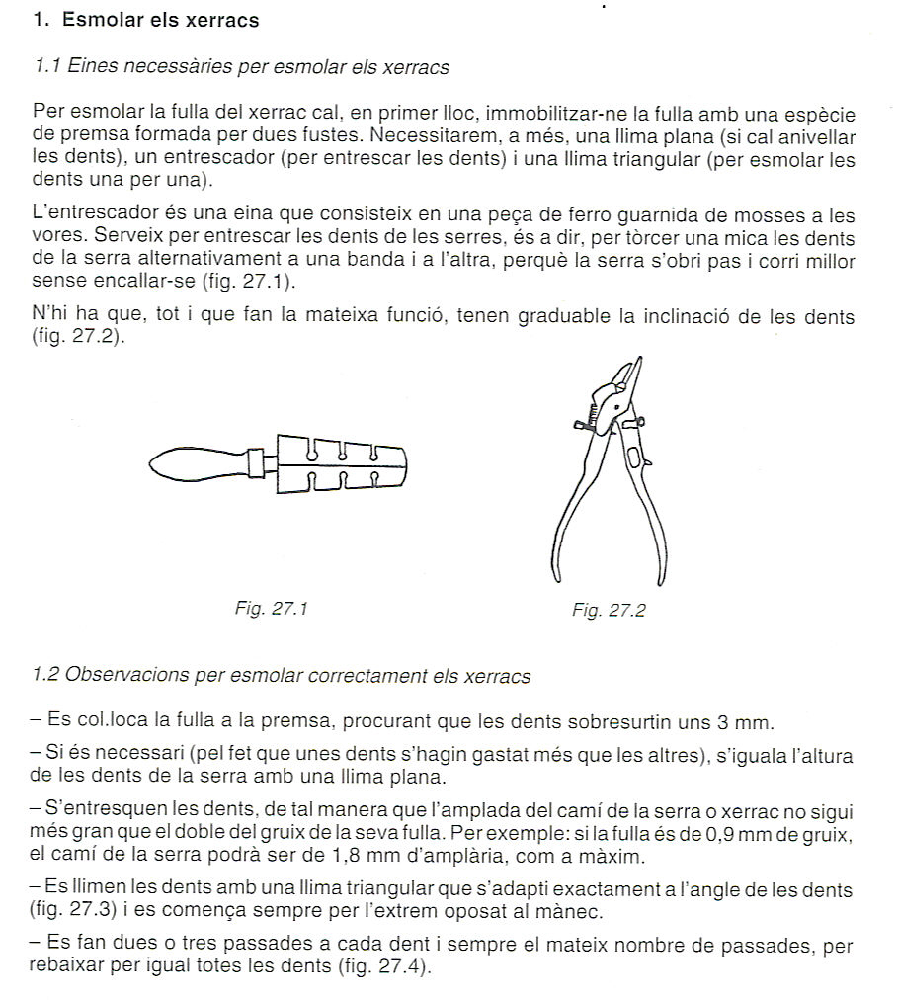 1. Esmolar els xerracs
1.1 Eines necessàries per esmolar els xerracs
Per esmolar la fulla del xerrac cal, en primer lloc, immobilitzar-ne la fulla amb una espècie
de premsa formada per dues fustes. Necessitarem, a més, una llima plana (si cal anivellar
les dents), un entrescador (per entrescar les dents) i una llima triangular (per esmolar les
dents una per una).
L'entrescador és una eina que consisteix en una peça de ferro guarnida de mosses a les
vores. Serveix per entrescar les dents de les serres, és a dir, per tòrcer una mica les dents
de la serra alternativament a una banda i a l'altra, perquè la serra s'obri pas i corri millor
sense encallar-se (fig. 27.1).
N'hi ha que, tot i que fan la mateixa funció, tenen graduable la inclinació de les dents
(fig. 27.2).
Fig. 27.1
Fig. 27.2
1.2 Observacions per esmolar correctament els xerracs
– Es col.loca la fulla a la premsa, procurant que les dents sobresurtin uns 3 mm.
– Si és necessari (pel fet que unes dents s'hagin gastat més que les altres), s'iguala l'altura
de les dents de la serra amb una llima plana.
– S'entresquen les dents, de tal manera que l'amplada del camí de la serra o xerrac no sigui
més gran que el doble del gruix de la seva fulla. Per exemple: si la fulla és de 0,9 mm de gruix,
el camí de la serra podrà ser de 1,8 mm d'amplària, com a màxim.
– Es llimen les dents amb una llima triangular que s'adapti exactament a l'angle de les dents
(fig. 27.3) i es comença sempre per l'extrem oposat al mànec.
– Es fan dues o tres passades a cada dent i sempre el mateix nombre de passades, per
rebaixar per igual totes les dents (fig. 27.4).